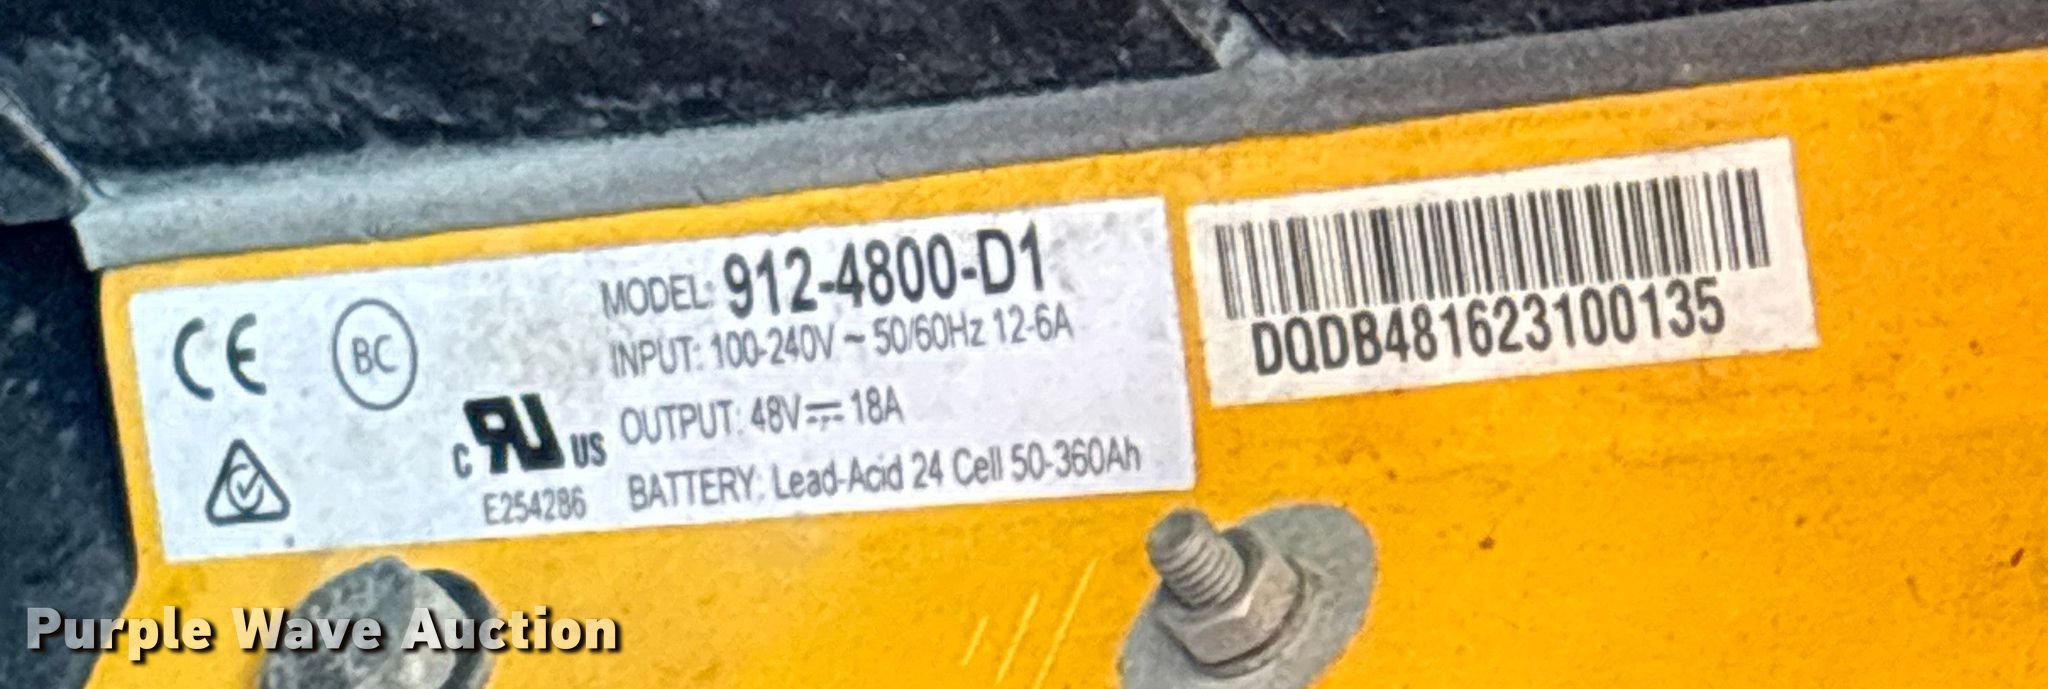 CE
BC
C RU US
E254286
MODEL: 912-4800-D1
INPUT: 100-240V ~ 50/60Hz 12-6A
OUTPUT: 48V⎓18A
BATTERY: Lead-Acid 24 Cell 50-360Ah
DQDB481623100135
Purple Wave Auction